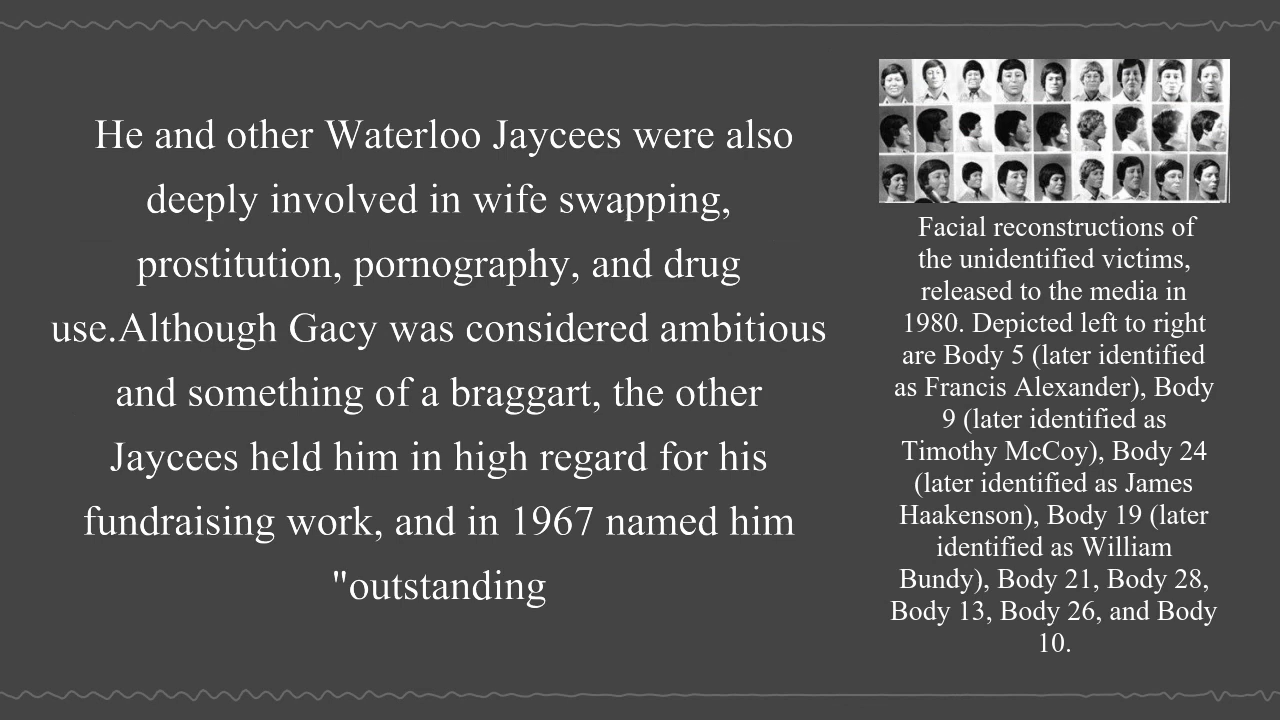 He and other Waterloo Jaycees were also
deeply involved in wife swapping,
prostitution, pornography, and drug
use.Although Gacy was considered ambitious
and something of a braggart, the other
Jaycees held him in high regard for his
fundraising work, and in 1967 named him
"outstanding
Facial reconstructions of
the unidentified victims,
released to the media in
1980. Depicted left to right
are Body 5 (later identified
as Francis Alexander), Body
9 (later identified as
Timothy McCoy), Body 24
(later identified as James
Haakenson), Body 19 (later
identified as William
Bundy), Body 21, Body 28,
Body 13, Body 26, and Body
10.